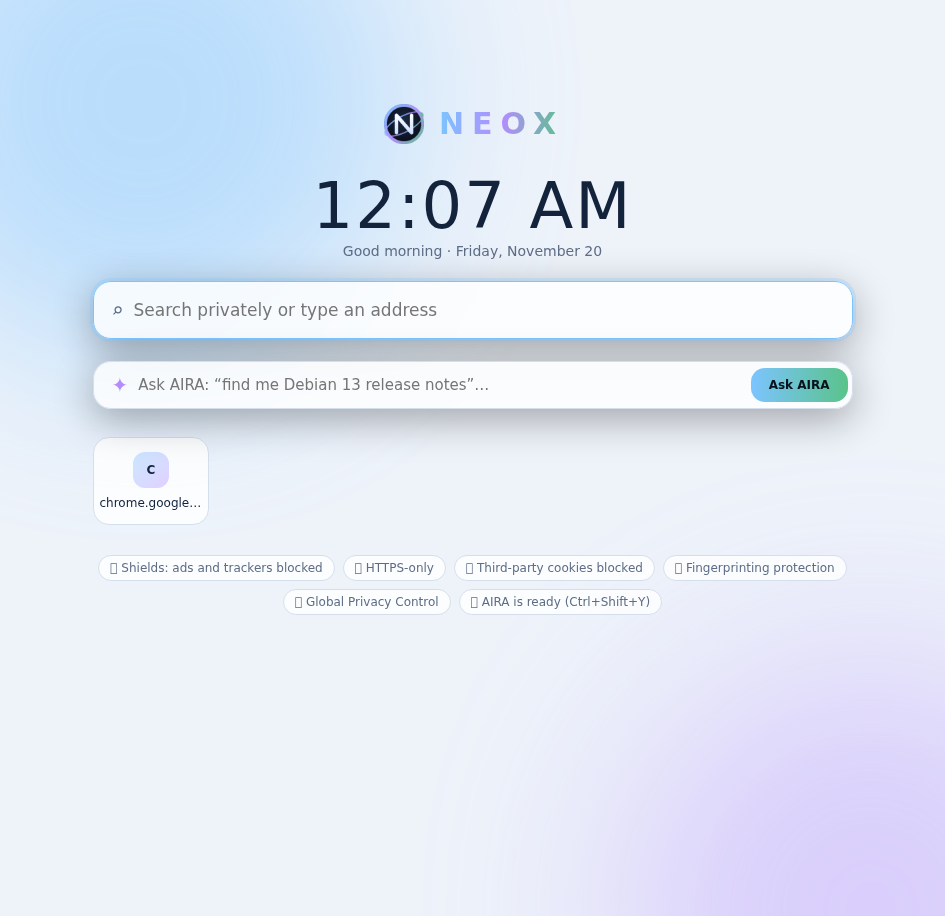 N NEOX
12:07 AM
Good morning · Friday, November 20
Search privately or type an address
Ask AIRA: “find me Debian 13 release notes”… Ask AIRA
C
chrome.google…
Shields: ads and trackers blocked HTTPS-only Third-party cookies blocked Fingerprinting protection
Global Privacy Control AIRA is ready (Ctrl+Shift+Y)